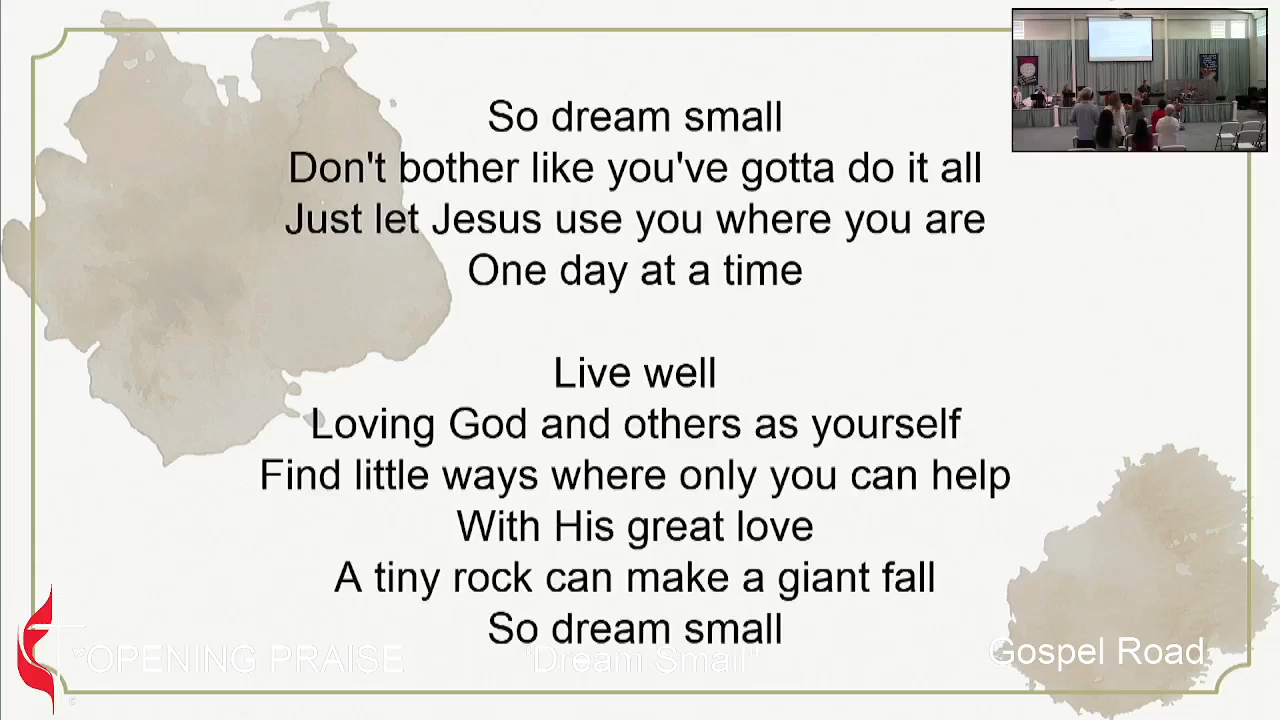 So dream small
Don't bother like you've gotta do it all
Just let Jesus use you where you are
One day at a time
Live well
Loving God and others as yourself
Find little ways where only you can help
With His great love
A tiny rock can make a giant fall
So dream small
*OPENING PRAISE
"Dream Small"
Gospel Road
©